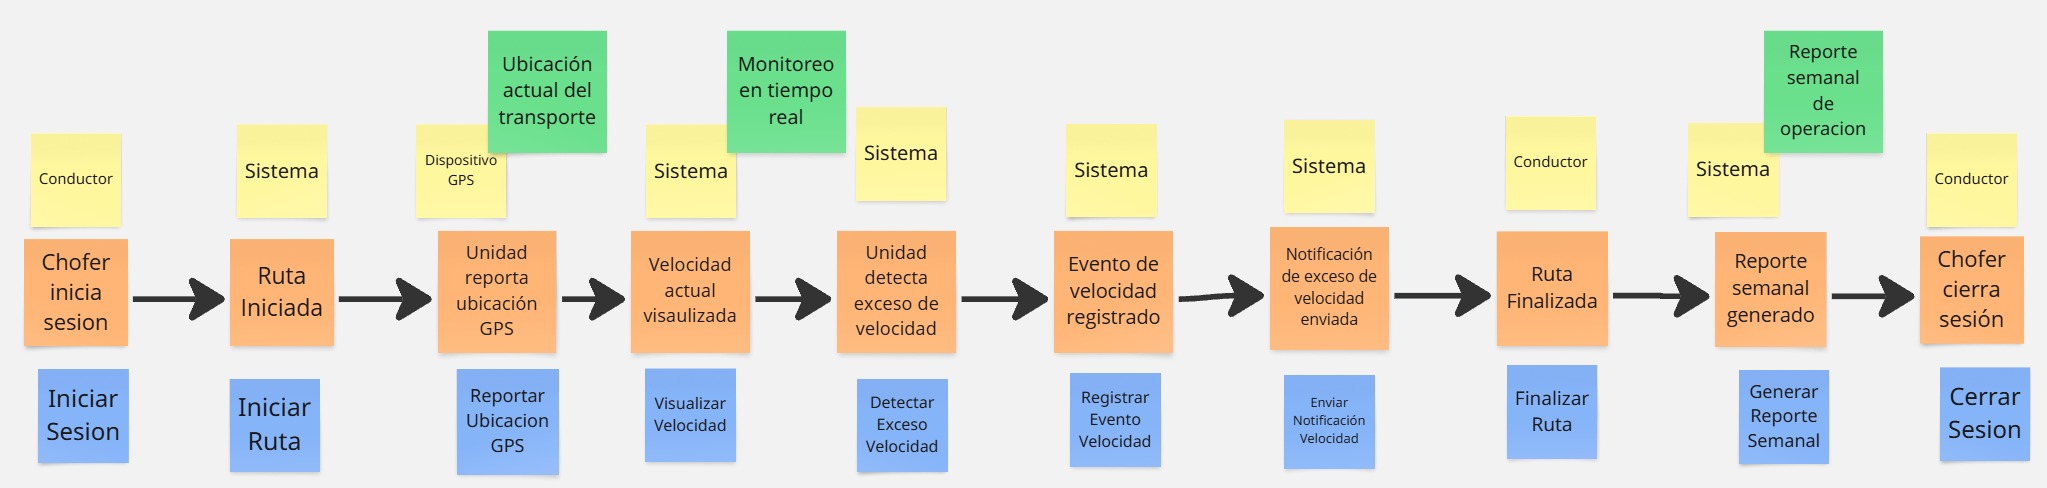 Ubicación
actual del
transporte
Monitoreo
en tiempo
real
Reporte
semanal
de
operacion
Conductor
Sistema
Dispositivo
GPS
Sistema
Sistema
Sistema
Sistema
Conductor
Sistema
Conductor
Chofer
inicia
sesion
Ruta
Iniciada
Unidad
reporta
ubicación
GPS
Velocidad
actual
visaulizada
Unidad
detecta
exceso de
velocidad
Evento de
velocidad
registrado
Notificación
de exceso de
velocidad
enviada
Ruta
Finalizada
Reporte
semanal
generado
Chofer
cierra
sesión
Iniciar
Sesion
Iniciar
Ruta
Reportar
Ubicacion
GPS
Visualizar
Velocidad
Detectar
Exceso
Velocidad
Registrar
Evento
Velocidad
Enviar
Notificación
Velocidad
Finalizar
Ruta
Generar
Reporte
Semanal
Cerrar
Sesion